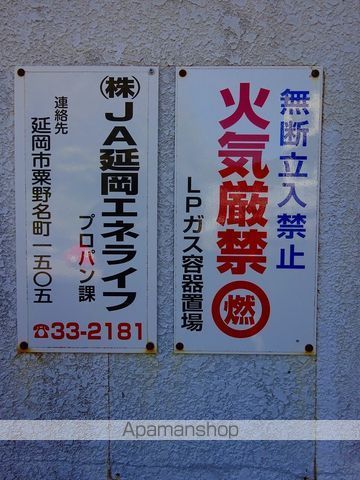 ㈱JA延岡エネライフ
プロパン課
連絡先
延岡市粟野名町一五〇五
☎33-2181
無断立入禁止
火気厳禁
燃
LPガス容器置場
Apamanshop